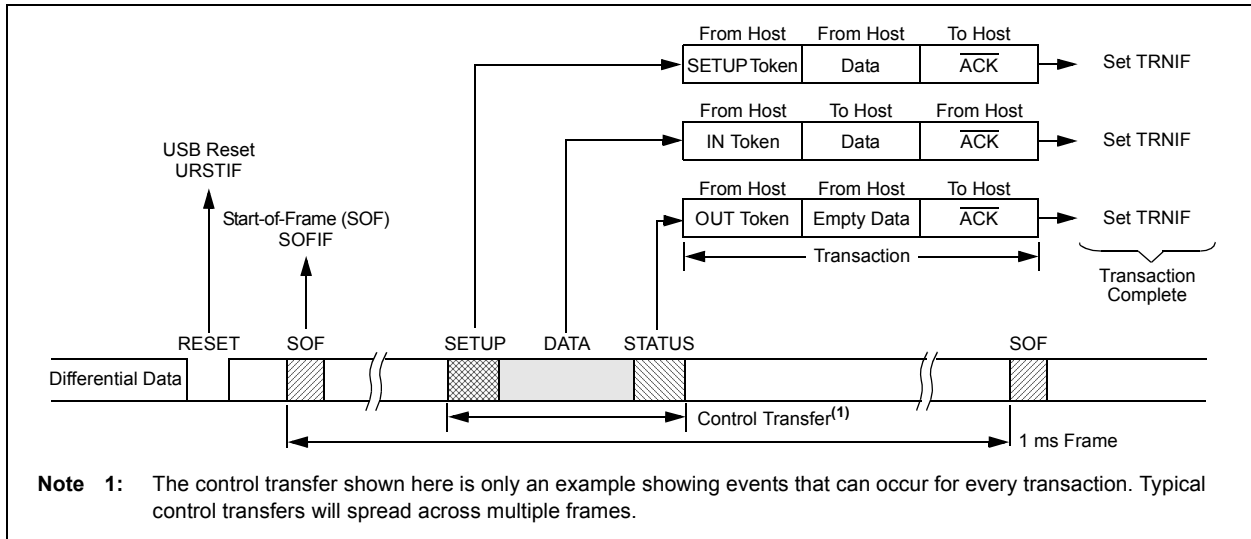 From Host From Host To Host
SETUP Token Data ACK Set TRNIF
From Host To Host From Host
IN Token Data ACK Set TRNIF
From Host From Host To Host
OUT Token Empty Data ACK Set TRNIF
Transaction
Transaction
Complete
USB Reset
URSTIF
Start-of-Frame (SOF)
SOFIF
RESET SOF SETUP DATA STATUS SOF
Differential Data
Control Transfer(1)
1 ms Frame
Note 1: The control transfer shown here is only an example showing events that can occur for every transaction. Typical
control transfers will spread across multiple frames.